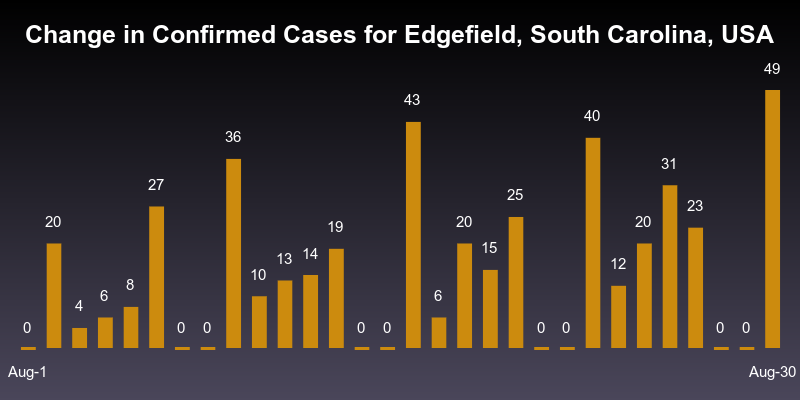 Change in Confirmed Cases for Edgefield, South Carolina, USA
0 20 4 6 8 27 0 0 36 10 13 14 19 0 0 43 6 20 15 25 0 0 40 12 20 31 23 0 0 49
Aug-1 Aug-30